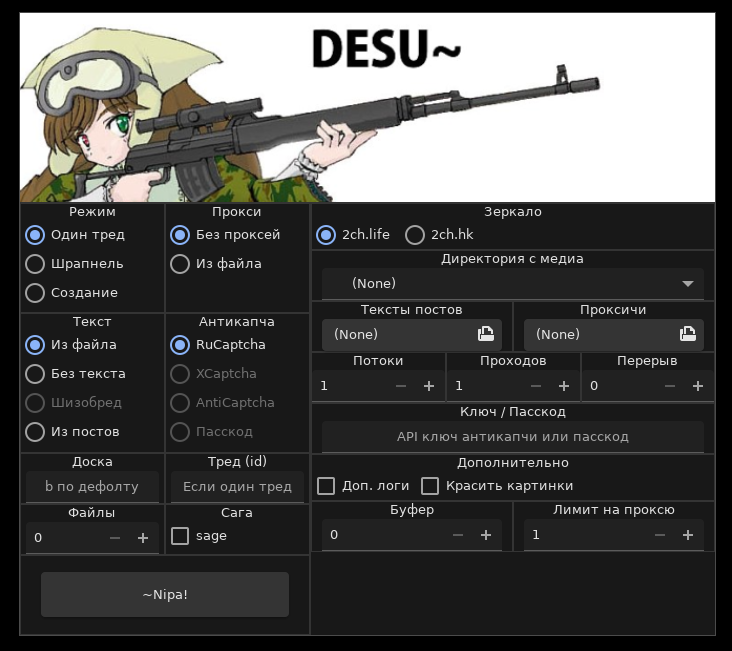 DESU~
Режим
Один тред
Шрапнель
Создание
Прокси
Без проксей
Из файла
Зеркало
2ch.life
2ch.hk
Директория с медиа
(None)
Тексты постов
(None)
Проксичи
(None)
Текст
Из файла
Без текста
Шизобред
Из постов
Антикапча
RuCaptcha
XCaptcha
AntiCaptcha
Пасскод
Потоки
1 − +
Проходов
1 − +
Перерыв
0 − +
Ключ / Пасскод
API ключ антикапчи или пасскод
Доска
b по дефолту
Тред (id)
Если один тред
Дополнительно
Доп. логи
Красить картинки
Файлы
0 − +
Сага
sage
Буфер
0 − +
Лимит на проксю
1 − +
~Nipa!